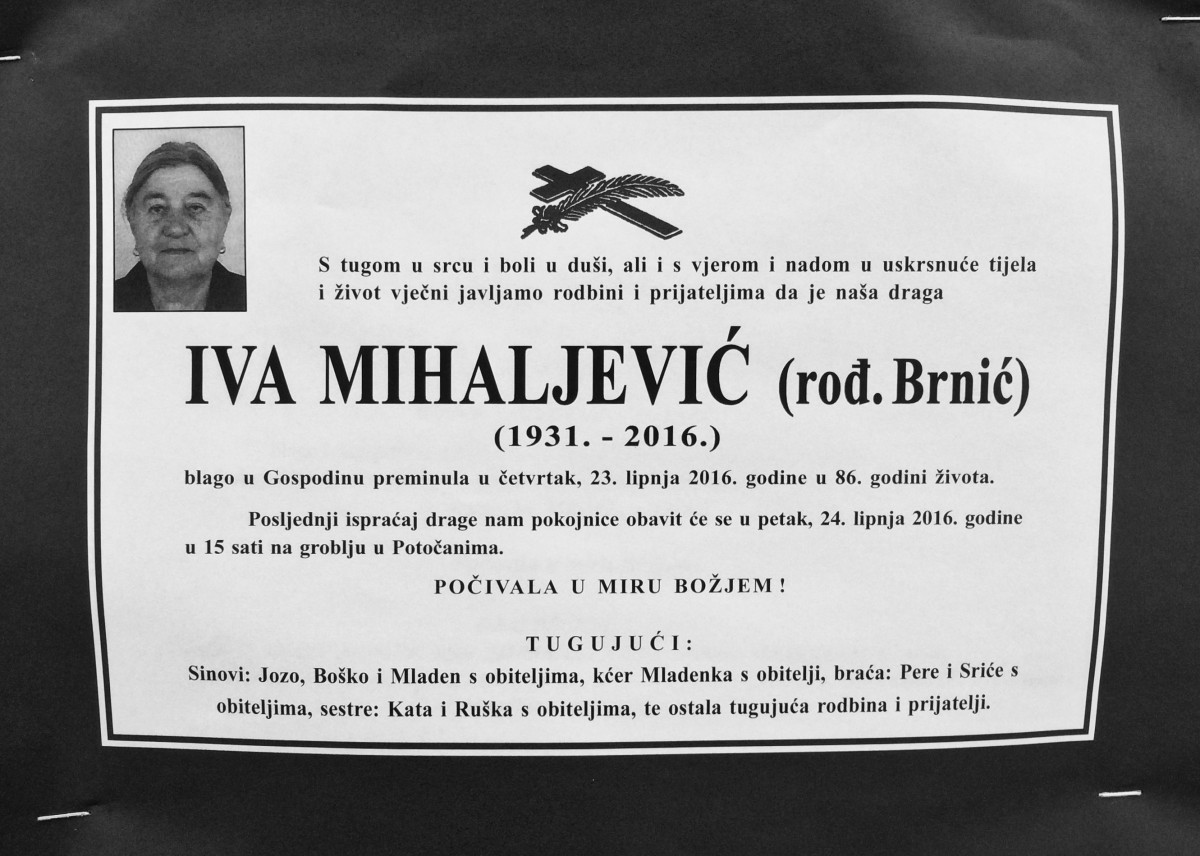 S tugom u srcu i boli u duši, ali i s vjerom i nadom u uskrsnuće tijela
i život vječni javljamo rodbini i prijateljima da je naša draga
IVA MIHALJEVIĆ (rođ. Brnić)
(1931. - 2016.)
blago u Gospodinu preminula u četvrtak, 23. lipnja 2016. godine u 86. godini života.
Posljednji ispraćaj drage nam pokojnice obavit će se u petak, 24. lipnja 2016. godine
u 15 sati na groblju u Potočanima.
POČIVALA U MIRU BOŽJEM !
TUGUJUĆI:
Sinovi: Jozo, Boško i Mladen s obiteljima, kćer Mladenka s obitelji, braća: Pere i Sriće s
obiteljima, sestre: Kata i Ruška s obiteljima, te ostala tugujuća rodbina i prijatelji.